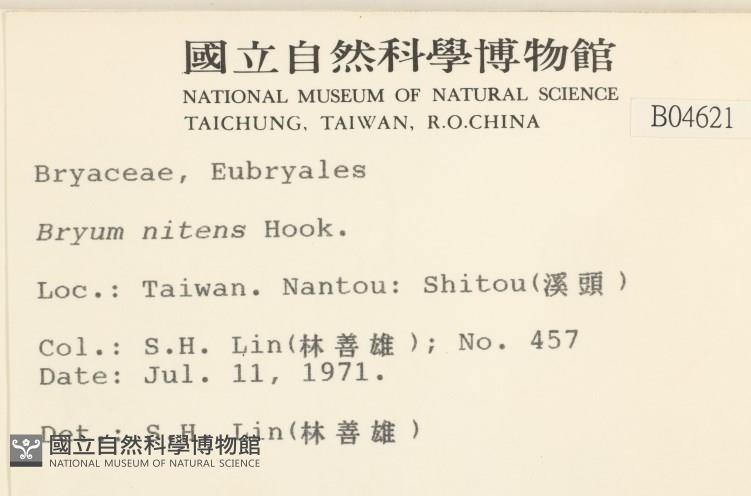 國立自然科學博物館
NATIONAL MUSEUM OF NATURAL SCIENCE
TAICHUNG, TAIWAN, R.O.CHINA
B04621
Bryaceae, Eubryales
Bryum nitens Hook.
Loc.: Taiwan. Nantou: Shitou(溪頭)
Col.: S.H. Lin(林善雄); No. 457
Date: Jul. 11, 1971.
Det.: S.H. Lin(林善雄)
國立自然科學博物館
NATIONAL MUSEUM OF NATURAL SCIENCE